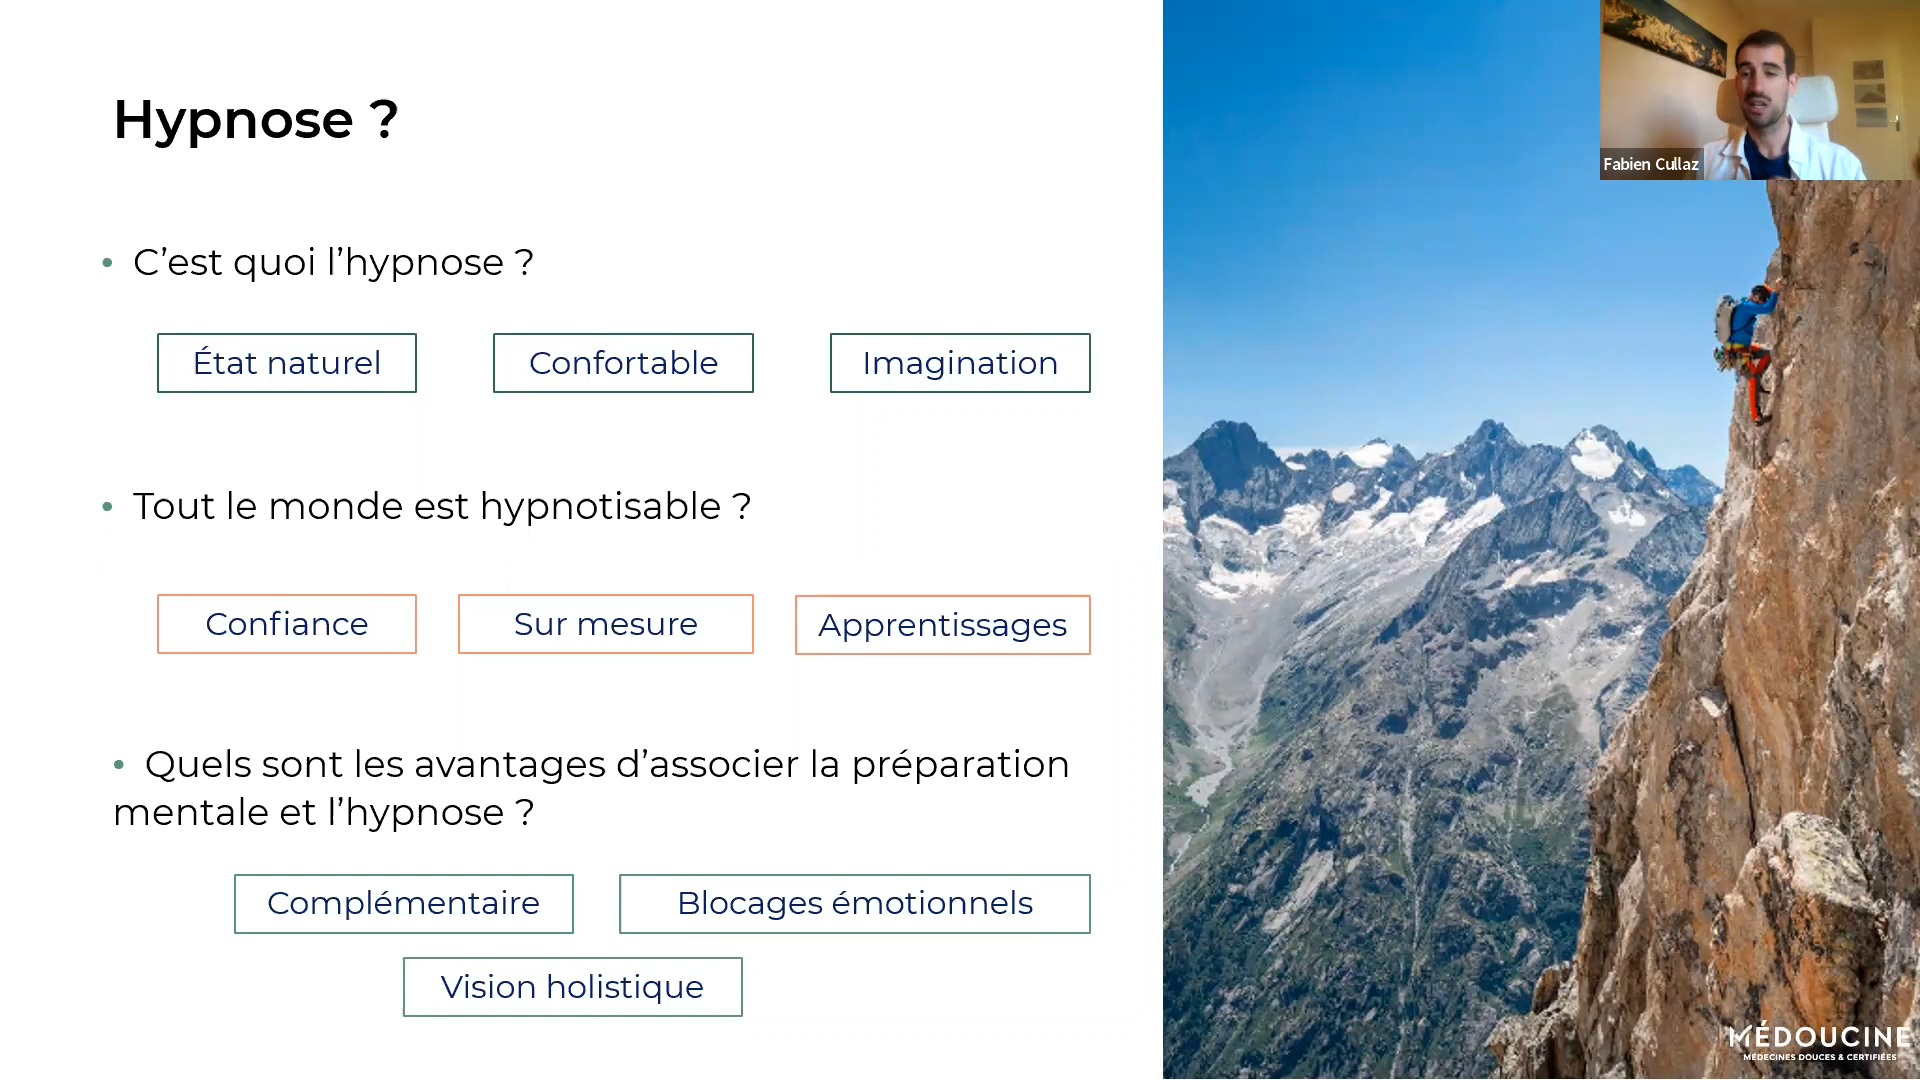 Hypnose ?
Fabien Cullaz
• C’est quoi l’hypnose ?
État naturel
Confortable
Imagination
• Tout le monde est hypnotisable ?
Confiance
Sur mesure
Apprentissages
• Quels sont les avantages d’associer la préparation
mentale et l’hypnose ?
Complémentaire
Blocages émotionnels
Vision holistique
MÉDOUCINE
MÉDECINES DOUCES & CERTIFIÉES